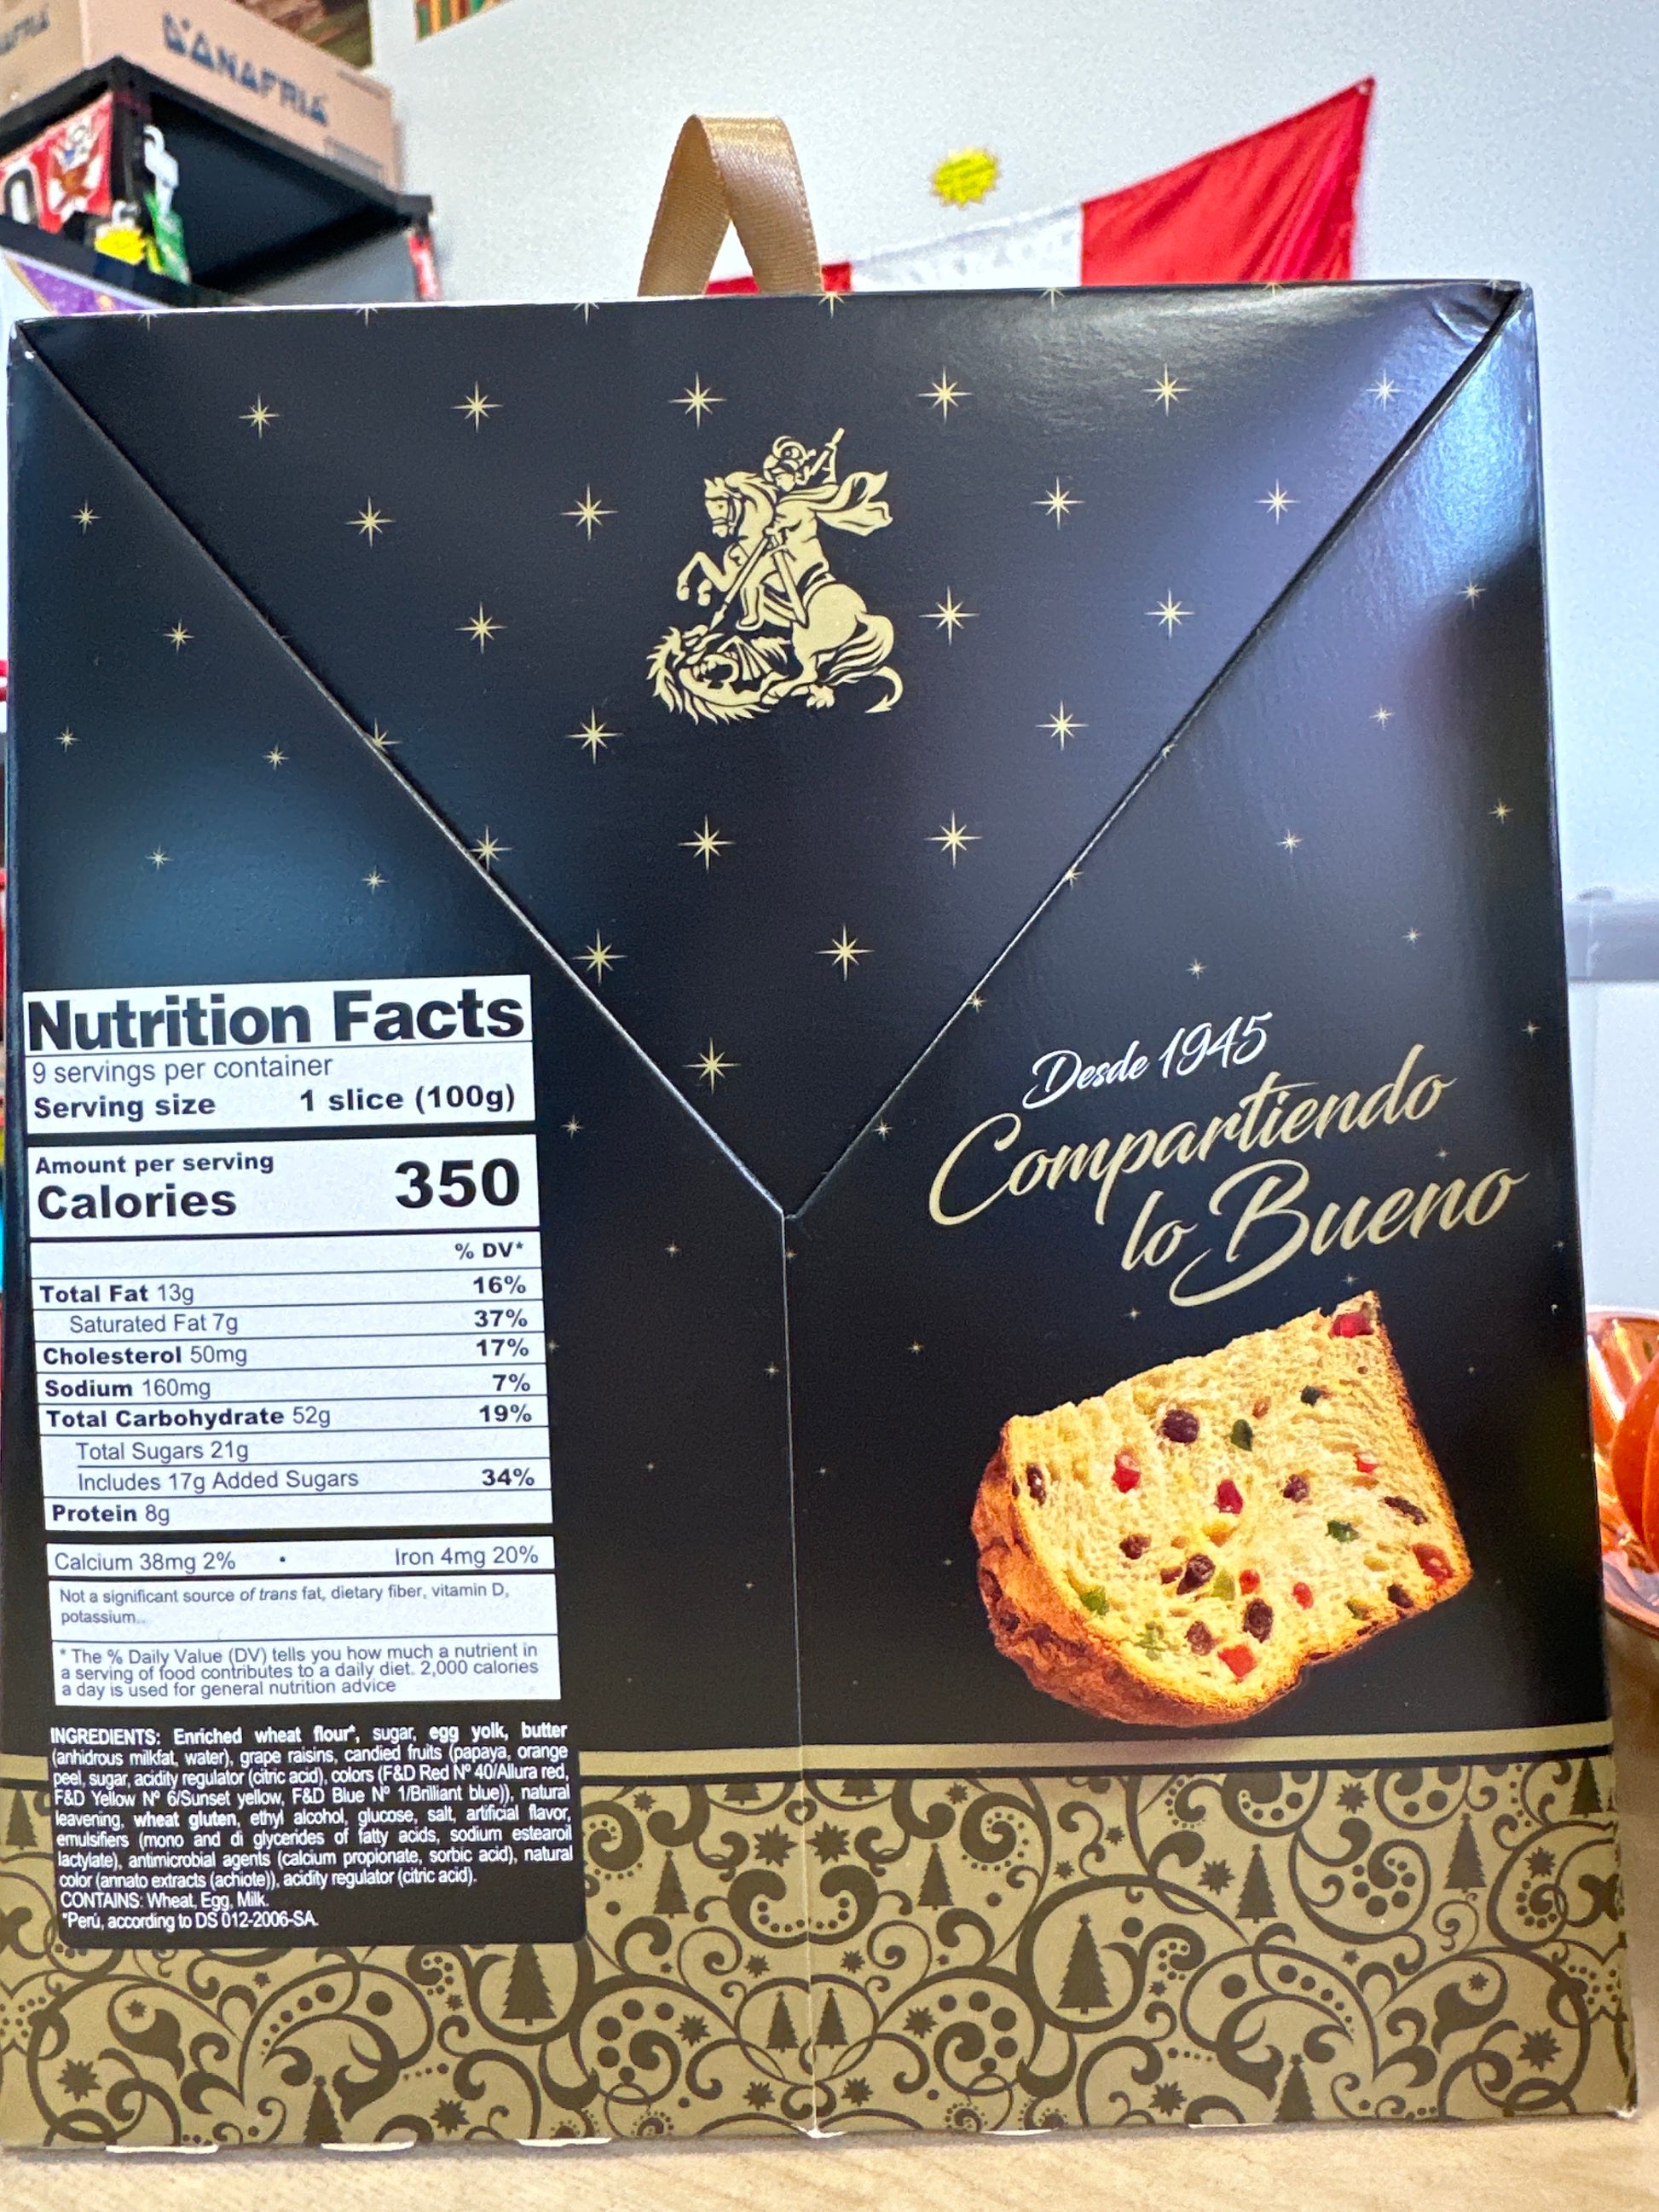 D'ANAFRIA
Nutrition Facts
9 servings per container
Serving size 1 slice (100g)
Amount per serving
Calories 350
% DV*
Total Fat 13g 16%
Saturated Fat 7g 37%
Cholesterol 50mg 17%
Sodium 160mg 7%
Total Carbohydrate 52g 19%
Total Sugars 21g
Includes 17g Added Sugars 34%
Protein 8g
Calcium 38mg 2% • Iron 4mg 20%
Not a significant source of trans fat, dietary fiber, vitamin D,
potassium..
* The % Daily Value (DV) tells you how much a nutrient in
a serving of food contributes to a daily diet. 2,000 calories
a day is used for general nutrition advice
INGREDIENTS: Enriched wheat flour*, sugar, egg yolk, butter
(anhidrous milkfat, water), grape raisins, candied fruits (papaya, orange
peel, sugar, acidity regulator (citric acid), colors (F&D Red Nº 40/Allura red,
F&D Yellow Nº 6/Sunset yellow, F&D Blue Nº 1/Brilliant blue)), natural
leavening, wheat gluten, ethyl alcohol, glucose, salt, artificial flavor,
emulsifiers (mono and di glycerides of fatty acids, sodium estearoil
lactylate), antimicrobial agents (calcium propionate, sorbic acid), natural
color (annato extracts (achiote)), acidity regulator (citric acid).
CONTAINS: Wheat, Egg, Milk.
*Perú, according to DS 012-2006-SA.
Desde 1945
Compartiendo
lo Bueno